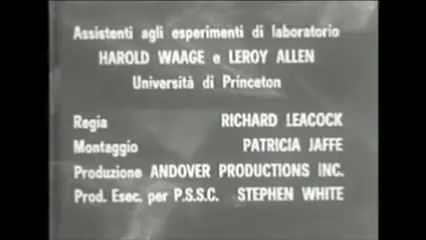 Assistenti agli esperimenti di laboratorio
HAROLD WAAGE e LEROY ALLEN
Università di Princeton
Regia RICHARD LEACOCK
Montaggio PATRICIA JAFFE
Produzione ANDOVER PRODUCTIONS INC.
Prod. Esec. per P.S.S.C. STEPHEN WHITE